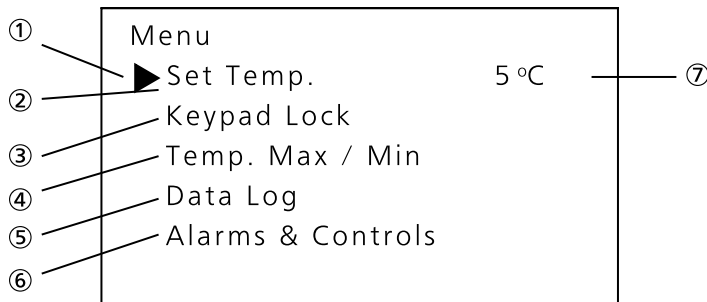 ① Menu
Set Temp. 5 °C ⑦
②
Keypad Lock
③ Temp. Max / Min
④
Data Log
⑤
Alarms & Controls
⑥